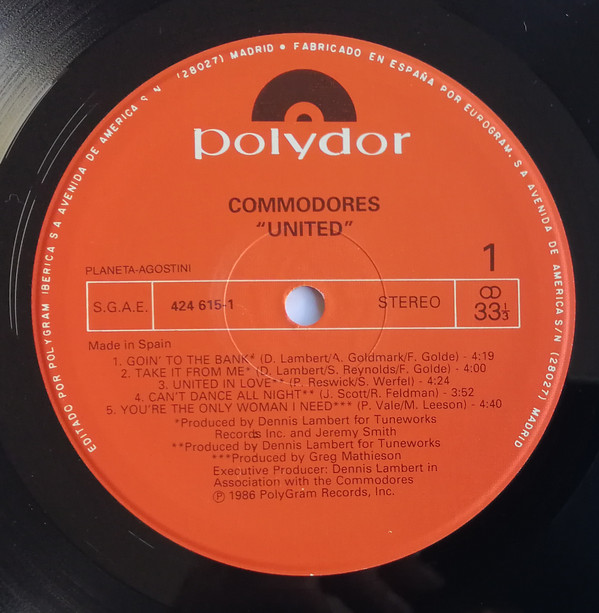 EDITADO POR POLYGRAM IBERICA S A AVENIDA DE AMERICA S N (28027) MADRID • FABRICADO EN ESPAÑA POR EUROGRAM, S A AVENIDA DE AMERICA S/N (28027) MADRID
polydor
COMMODORES
"UNITED"
PLANETA-AGOSTINI
1
S.G.A.E.
424 615-1
STEREO
33⅓
Made in Spain
1. GOIN' TO THE BANK* (D. Lambert/A. Goldmark/F. Golde) - 4:19
2. TAKE IT FROM ME* (D. Lambert/S. Reynolds/F. Golde) - 4:00
3. UNITED IN LOVE** (P. Reswick/S. Werfel) - 4:24
4. CAN'T DANCE ALL NIGHT** (J. Scott/R. Feldman) - 3:52
5. YOU'RE THE ONLY WOMAN I NEED*** (P. Vale/M. Leeson) - 4:40
*Produced by Dennis Lambert for Tuneworks
Records Inc. and Jeremy Smith
**Produced by Dennis Lambert for Tuneworks
***Produced by Greg Mathieson
Executive Producer: Dennis Lambert in
Association with the Commodores
Ⓟ 1986 PolyGram Records, Inc.